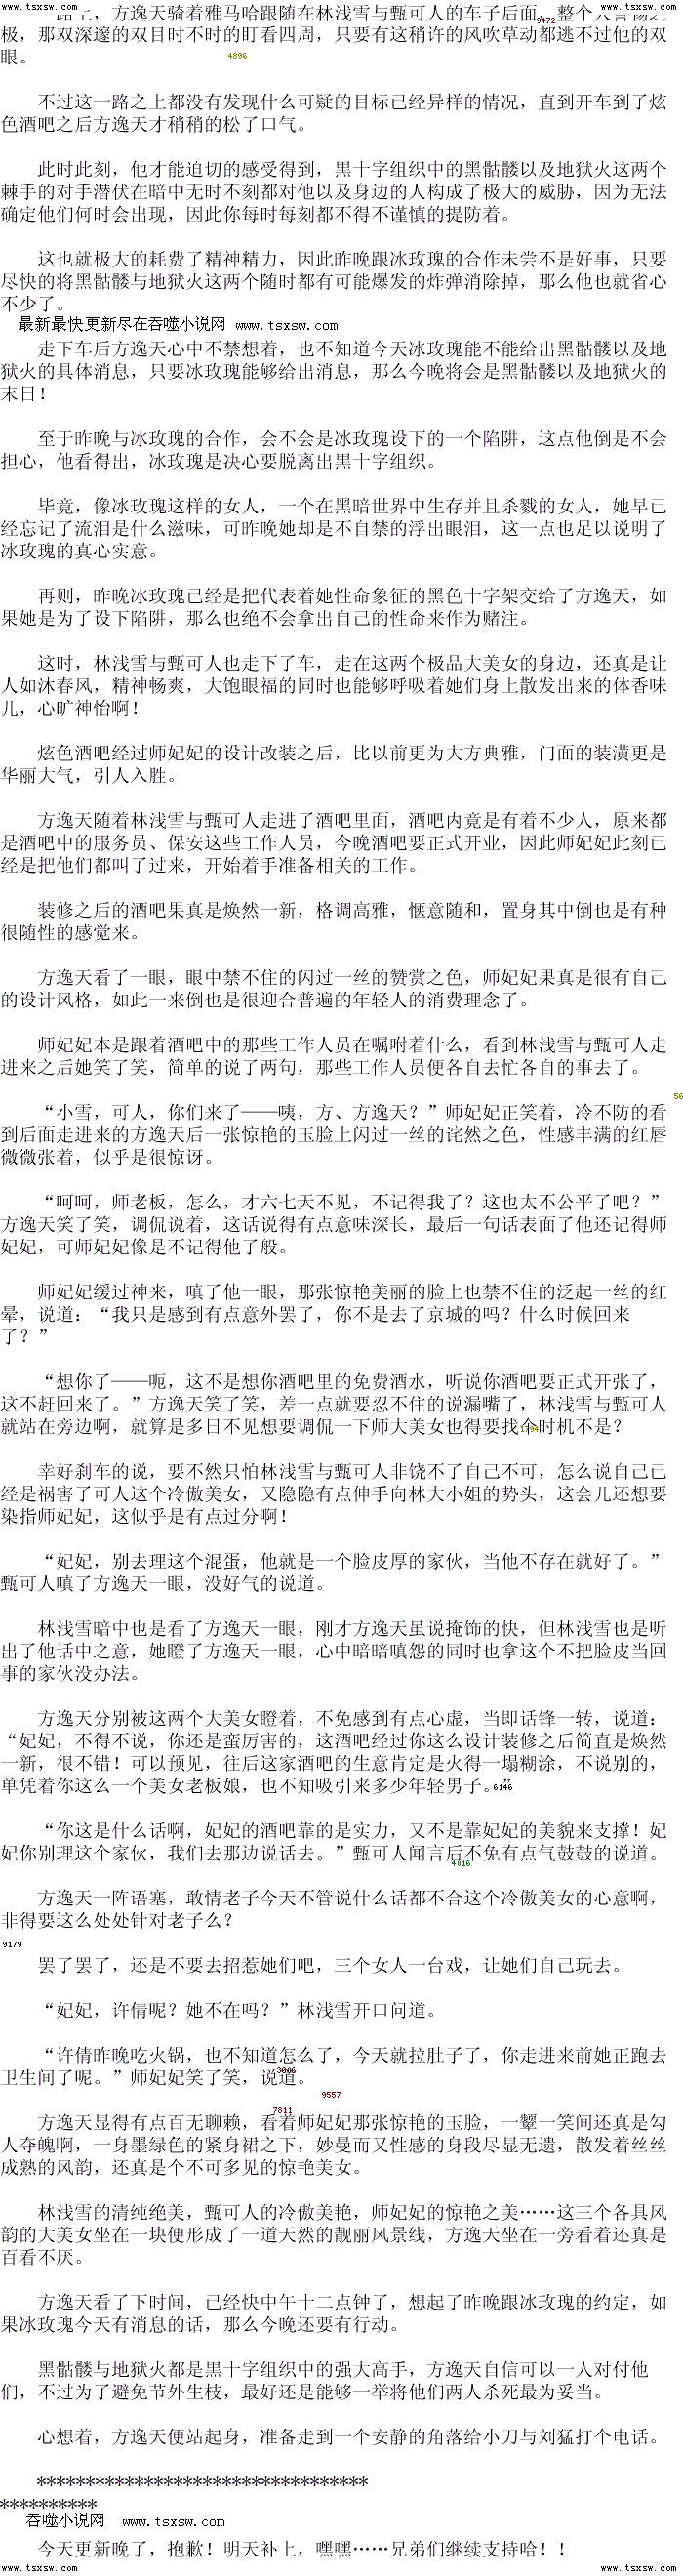 www.tsxsw.com www.tsxsw.com
一路上，方逸天骑着雅马哈跟随在林浅雪与甄可人的车子后面，整个人警惕之
9472
极，那双深邃的双目时不时的盯看四周，只要有这稍许的风吹草动都逃不过他的双
眼。
4896
不过这一路之上都没有发现什么可疑的目标已经异样的情况，直到开车到了炫
色酒吧之后方逸天才稍稍的松了口气。
此时此刻，他才能迫切的感受得到，黑十字组织中的黑骷髅以及地狱火这两个
棘手的对手潜伏在暗中无时不刻都对他以及身边的人构成了极大的威胁，因为无法
确定他们何时会出现，因此你每时每刻都不得不谨慎的提防着。
这也就极大的耗费了精神精力，因此昨晚跟冰玫瑰的合作未尝不是好事，只要
尽快的将黑骷髅与地狱火这两个随时都有可能爆发的炸弹消除掉，那么他也就省心
不少了。
最新最快更新尽在吞噬小说网 www.tsxsw.com
走下车后方逸天心中不禁想着，也不知道今天冰玫瑰能不能给出黑骷髅以及地
狱火的具体消息，只要冰玫瑰能够给出消息，那么今晚将会是黑骷髅以及地狱火的
末日！
至于昨晚与冰玫瑰的合作，会不会是冰玫瑰设下的一个陷阱，这点他倒是不会
担心，他看得出，冰玫瑰是决心要脱离出黑十字组织。
毕竟，像冰玫瑰这样的女人，一个在黑暗世界中生存并且杀戮的女人，她早已
经忘记了流泪是什么滋味，可昨晚她却是不自禁的浮出眼泪，这一点也足以说明了
冰玫瑰的真心实意。
再则，昨晚冰玫瑰已经是把代表着她性命象征的黑色十字架交给了方逸天，如
果她是为了设下陷阱，那么也绝不会拿出自己的性命来作为赌注。
这时，林浅雪与甄可人也走下了车，走在这两个极品大美女的身边，还真是让
人如沐春风，精神畅爽，大饱眼福的同时也能够呼吸着她们身上散发出来的体香味
儿，心旷神怡啊！
炫色酒吧经过师妃妃的设计改装之后，比以前更为大方典雅，门面的装潢更是
华丽大气，引人入胜。
方逸天随着林浅雪与甄可人走进了酒吧里面，酒吧内竟是有着不少人，原来都
是酒吧中的服务员、保安这些工作人员，今晚酒吧要正式开业，因此师妃妃此刻已
经是把他们都叫了过来，开始着手准备相关的工作。
装修之后的酒吧果真是焕然一新，格调高雅，惬意随和，置身其中倒也是有种
很随性的感觉来。
方逸天看了一眼，眼中禁不住的闪过一丝的赞赏之色，师妃妃果真是很有自己
的设计风格，如此一来倒也是很迎合普遍的年轻人的消费理念了。
师妃妃本是跟着酒吧中的那些工作人员在嘱咐着什么，看到林浅雪与甄可人走
进来之后她笑了笑，简单的说了两句，那些工作人员便各自去忙各自的事去了。
56
“小雪，可人，你们来了——咦，方、方逸天？”师妃妃正笑着，冷不防的看
到后面走进来的方逸天后一张惊艳的玉脸上闪过一丝的诧然之色，性感丰满的红唇
微微张着，似乎是很惊讶。
“呵呵，师老板，怎么，才六七天不见，不记得我了？这也太不公平了吧？”
方逸天笑了笑，调侃说着，这话说得有点意味深长，最后一句话表面了他还记得师
妃妃，可师妃妃像是不记得他了般。
师妃妃缓过神来，嗔了他一眼，那张惊艳美丽的脸上也禁不住的泛起一丝的红
晕，说道：“我只是感到有点意外罢了，你不是去了京城的吗？什么时候回来
了？”
“想你了——呃，这不是想你酒吧里的免费酒水，听说你酒吧要正式开张了，
这不赶回来了。”方逸天笑了笑，差一点就要忍不住的说漏嘴了，林浅雪与甄可人
就站在旁边啊，就算是多日不见想要调侃一下师大美女也得要找个时机不是？
幸好刹车的说，要不然只怕林浅雪与甄可人非饶不了自己不可，怎么说自己已
经是祸害了可人这个冷傲美女，又隐隐有点伸手向林大小姐的势头，这会儿还想要
染指师妃妃，这似乎是有点过分啊！
“妃妃，别去理这个混蛋，他就是一个脸皮厚的家伙，当他不存在就好了。”
甄可人嗔了方逸天一眼，没好气的说道。
林浅雪暗中也是看了方逸天一眼，刚才方逸天虽说掩饰的快，但林浅雪也是听
出了他话中之意，她瞪了方逸天一眼，心中暗暗嗔怨的同时也拿这个不把脸皮当回
事的家伙没办法。
方逸天分别被这两个大美女瞪着，不免感到有点心虚，当即话锋一转，说道：
“妃妃，不得不说，你还是蛮厉害的，这酒吧经过你这么设计装修之后简直是焕然
一新，很不错！可以预见，往后这家酒吧的生意肯定是火得一塌糊涂，不说别的，
单凭着你这么一个美女老板娘，也不知吸引来多少年轻男子。”
6146
“你这是什么话啊，妃妃的酒吧靠的是实力，又不是靠妃妃的美貌来支撑！妃
妃你别理这个家伙，我们去那边说话去。”甄可人闻言后不免有点气鼓鼓的说道。
4816
方逸天一阵语塞，敢情老子今天不管说什么话都不合这个冷傲美女的心意啊，
非得要这么处处针对老子么？
9179
罢了罢了，还是不要去招惹她们吧，三个女人一台戏，让她们自己玩去。
“妃妃，许倩呢？她不在吗？”林浅雪开口问道。
“许倩昨晚吃火锅，也不知道怎么了，今天就拉肚子了，你走进来前她正跑去
卫生间了呢。”师妃妃笑了笑，说道。
9557
7811
方逸天显得有点百无聊赖，看着师妃妃那张惊艳的玉脸，一颦一笑间还真是勾
人夺魄啊，一身墨绿色的紧身裙之下，妙曼而又性感的身段尽显无遗，散发着丝丝
成熟的风韵，还真是个不可多见的惊艳美女。
林浅雪的清纯绝美，甄可人的冷傲美艳，师妃妃的惊艳之美……这三个各具风
韵的大美女坐在一块便形成了一道天然的靓丽风景线，方逸天坐在一旁看着还真是
百看不厌。
方逸天看了下时间，已经快中午十二点钟了，想起了昨晚跟冰玫瑰的约定，如
果冰玫瑰今天有消息的话，那么今晚还要有行动。
黑骷髅与地狱火都是黑十字组织中的强大高手，方逸天自信可以一人对付他
们，不过为了避免节外生枝，最好还是能够一举将他们两人杀死最为妥当。
心想着，方逸天便站起身，准备走到一个安静的角落给小刀与刘猛打个电话。
**********************************
**********
吞噬小说网 www.tsxsw.com
今天更新晚了，抱歉！明天补上，嘿嘿……兄弟们继续支持哈！！
www.tsxsw.com www.tsxsw.com